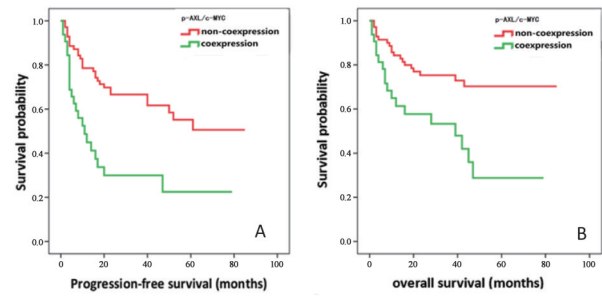 p-AXL/c-MYC
non-coexpression
coexpression
Survival probability
1.0
0.8
0.6
0.4
0.2
0.0
0 20 40 60 80 100
Progression-free survival (months)
A
p-AXL/c-MYC
non-coexpression
coexpression
Survival probability
1.0
0.8
0.6
0.4
0.2
0.0
0 20 40 60 80 100
overall survival (months)
B